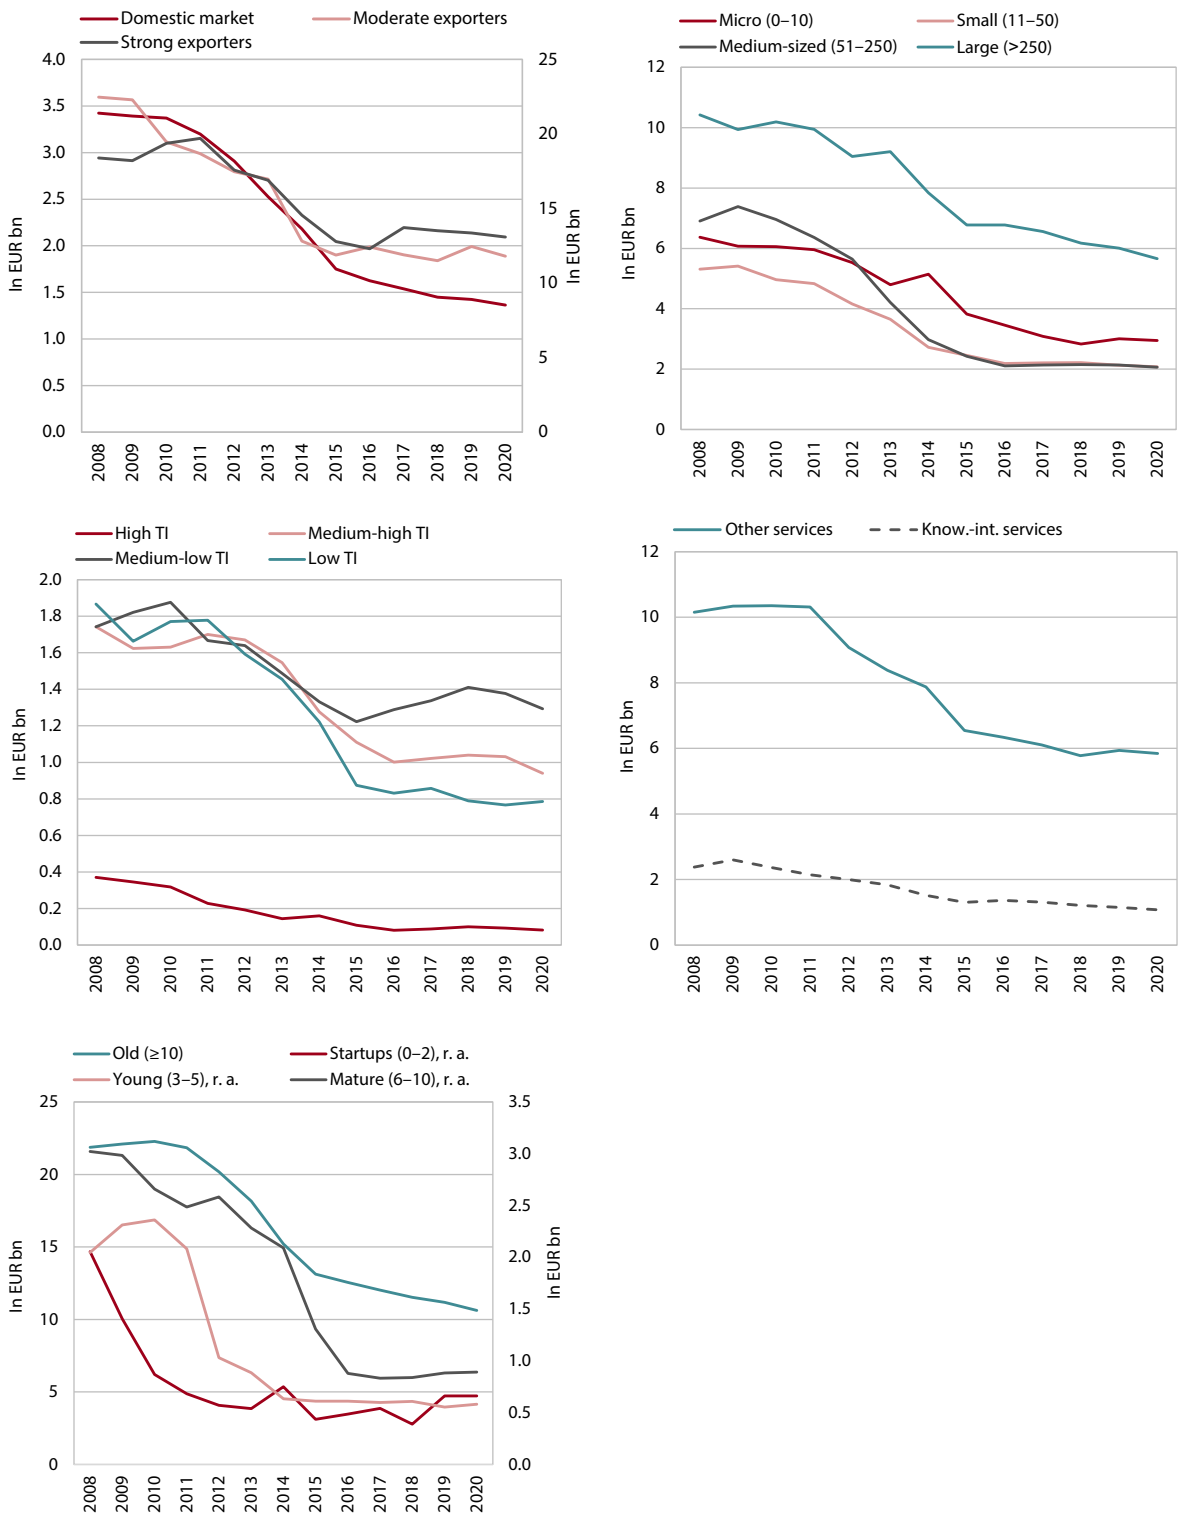 Domestic market
Moderate exporters
Strong exporters
4.0
3.5
3.0
2.5
2.0
1.5
1.0
0.5
0.0
25
20
15
10
5
0
In EUR bn
In EUR bn
2008 2009 2010 2011 2012 2013 2014 2015 2016 2017 2018 2019 2020
Micro (0–10)
Small (11–50)
Medium-sized (51–250)
Large (>250)
12
10
8
6
4
2
0
In EUR bn
2008 2009 2010 2011 2012 2013 2014 2015 2016 2017 2018 2019 2020
High TI
Medium-high TI
Medium-low TI
Low TI
2.0
1.8
1.6
1.4
1.2
1.0
0.8
0.6
0.4
0.2
0.0
In EUR bn
2008 2009 2010 2011 2012 2013 2014 2015 2016 2017 2018 2019 2020
Other services
Know.-int. services
12
10
8
6
4
2
0
In EUR bn
2008 2009 2010 2011 2012 2013 2014 2015 2016 2017 2018 2019 2020
Old (≥10)
Startups (0–2), r. a.
Young (3–5), r. a.
Mature (6–10), r. a.
25
20
15
10
5
0
3.5
3.0
2.5
2.0
1.5
1.0
0.5
0.0
In EUR bn
In EUR bn
2008 2009 2010 2011 2012 2013 2014 2015 2016 2017 2018 2019 2020